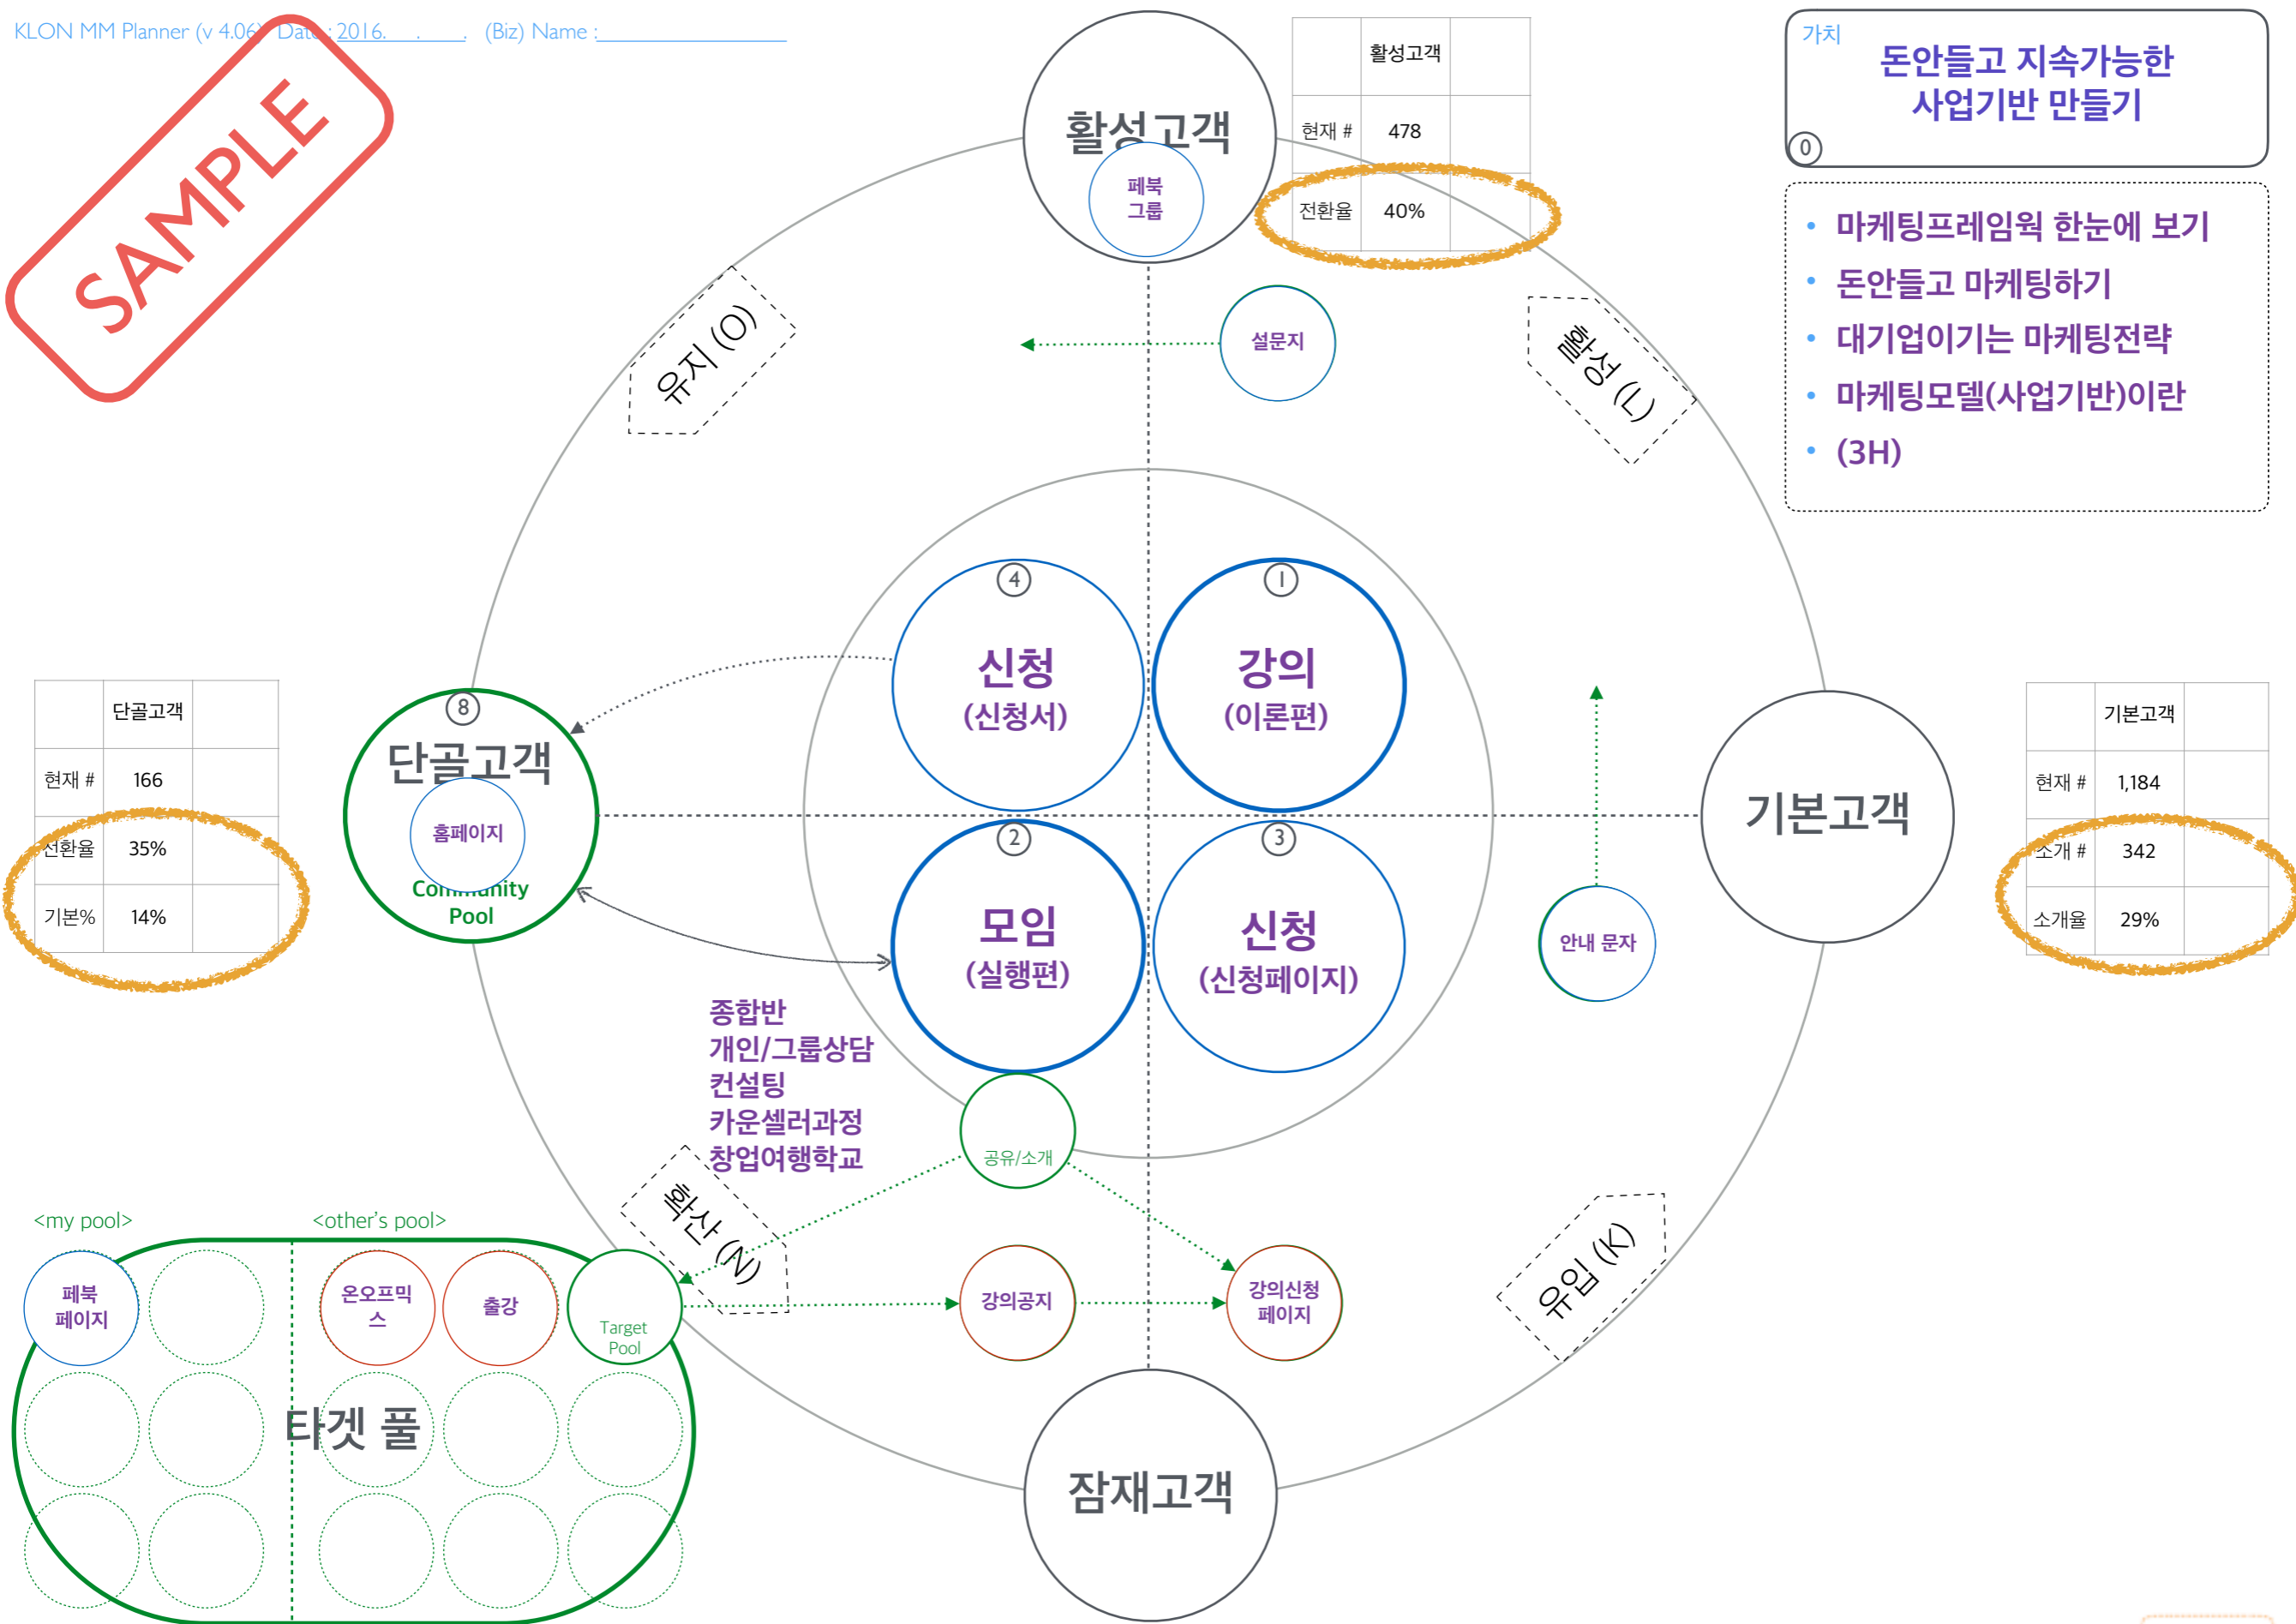 KLON MM Planner (v 4.06) Date : 2016. . . (Biz) Name :
SAMPLE
활성고객
페북
그룹
활성고객
현재 # 478
전환율 40%
가치
돈안들고 지속가능한
사업기반 만들기
0
• 마케팅프레임웍 한눈에 보기
• 돈안들고 마케팅하기
• 대기업이기는 마케팅전략
• 마케팅모델(사업기반)이란
• (3H)
유지 (O)
설문지
활성 (L)
4
신청
(신청서)
1
강의
(이론편)
단골고객
현재 # 166
전환율 35%
기본% 14%
8
단골고객
홈페이지
Community
Pool
2
모임
(실행편)
3
신청
(신청페이지)
안내 문자
기본고객
기본고객
현재 # 1,184
소개 # 342
소개율 29%
종합반
개인/그룹상담
컨설팅
카운셀러과정
창업여행학교
공유/소개
확산 (N)
유입 (K)
<my pool> <other's pool>
페북
페이지
온오프믹
스
출강
Target
Pool
강의공지
강의신청
페이지
타겟 풀
잠재고객